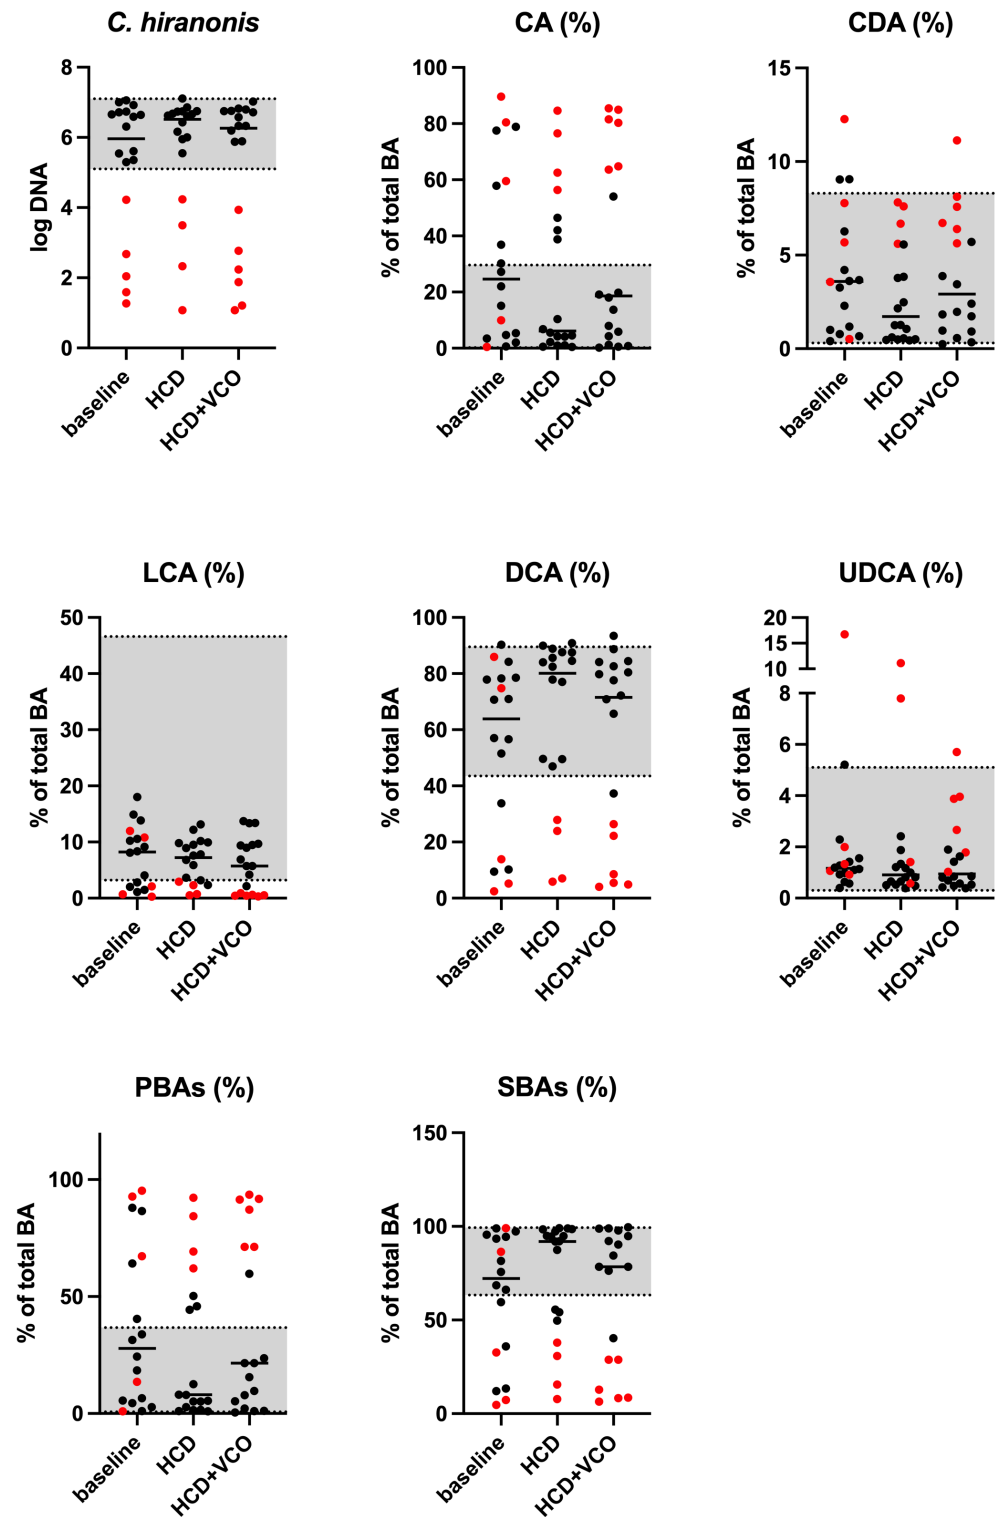 C. hiranonis
log DNA
8
6
4
2
0
baseline
HCD
HCD+VCO
CA (%)
% of total BA
100
80
60
40
20
0
baseline
HCD
HCD+VCO
CDA (%)
% of total BA
15
10
5
0
baseline
HCD
HCD+VCO
LCA (%)
% of total BA
50
40
30
20
10
0
baseline
HCD
HCD+VCO
DCA (%)
% of total BA
100
80
60
40
20
0
baseline
HCD
HCD+VCO
UDCA (%)
% of total BA
20
15
10
8
6
4
2
0
baseline
HCD
HCD+VCO
PBAs (%)
% of total BA
100
50
0
baseline
HCD
HCD+VCO
SBAs (%)
% of total BA
150
100
50
0
baseline
HCD
HCD+VCO